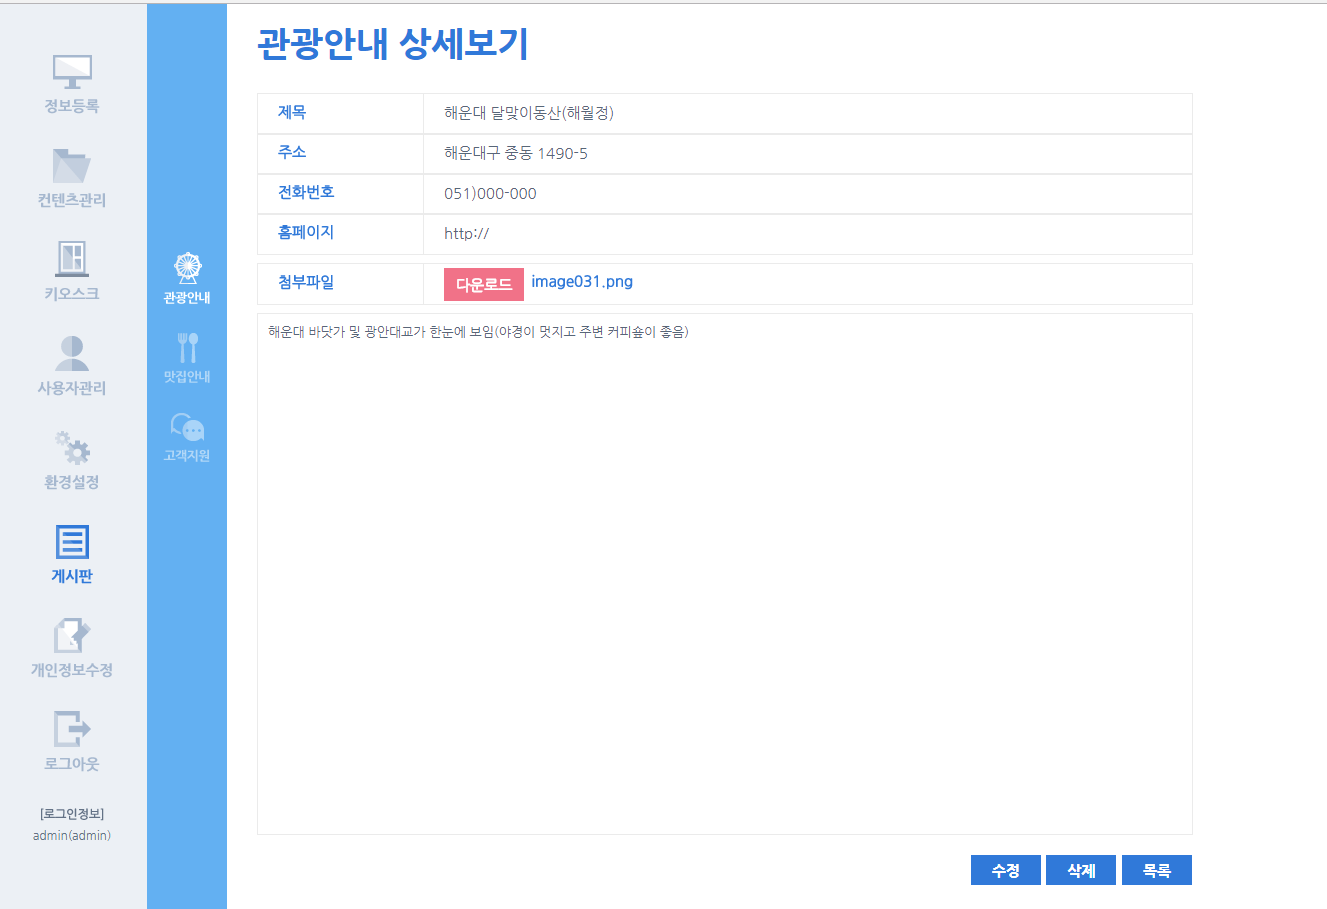 정보등록
컨텐츠관리
키오스크
사용자관리
환경설정
게시판
개인정보수정
로그아웃
[로그인정보]
admin(admin)
관광안내
맛집안내
고객지원
관광안내 상세보기
제목 해운대 달맞이동산(해월정)
주소 해운대구 중동 1490-5
전화번호 051)000-000
홈페이지 http://
첨부파일 다운로드 image031.png
해운대 바닷가 및 광안대교가 한눈에 보임(야경이 멋지고 주변 커피숖이 좋음)
수정 삭제 목록